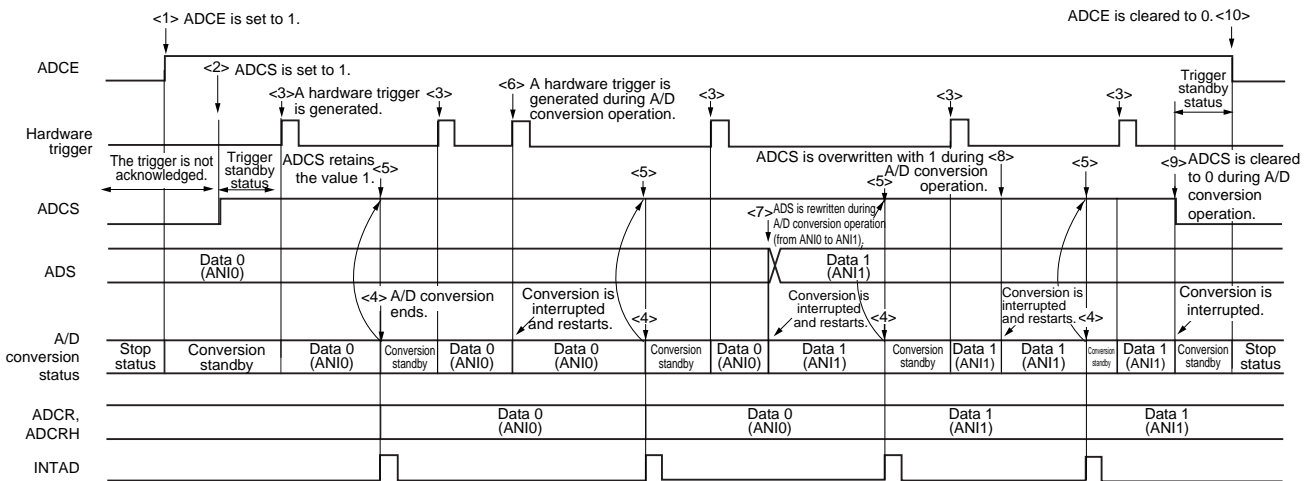 <1> ADCE is set to 1.
ADCE is cleared to 0. <10>
ADCE
<2> ADCS is set to 1.
<3> A hardware trigger
is generated.
<3>
<6> A hardware trigger is
generated during A/D
conversion operation.
<3>
<3>
<3>
Trigger
standby
status
Hardware
trigger
The trigger is not
acknowledged.
Trigger
standby
status
ADCS retains
the value 1.
<5>
<5>
ADCS is overwritten with 1 during
A/D conversion
operation.
<8>
<5>
<5>
<9> ADCS is cleared
to 0 during A/D
conversion
operation.
ADCS
<7> ADS is rewritten during
A/D conversion operation
(from ANI0 to ANI1).
ADS
Data 0
(ANI0)
Data 1
(ANI1)
<4> A/D conversion
ends.
Conversion is
interrupted
and restarts.
<4>
Conversion is
interrupted
and restarts.
<4>
Conversion is
interrupted
and restarts.
<4>
Conversion is
interrupted.
A/D
conversion
status
Stop
status
Conversion
standby
Data 0
(ANI0)
Conversion
standby
Data 0
(ANI0)
Data 0
(ANI0)
Conversion
standby
Data 0
(ANI0)
Data 1
(ANI1)
Conversion
standby
Data 1
(ANI1)
Data 1
(ANI1)
Conversion
standby
Data 1
(ANI1)
Conversion
standby
Stop
status
ADCR,
ADCRH
Data 0
(ANI0)
Data 0
(ANI0)
Data 1
(ANI1)
Data 1
(ANI1)
INTAD